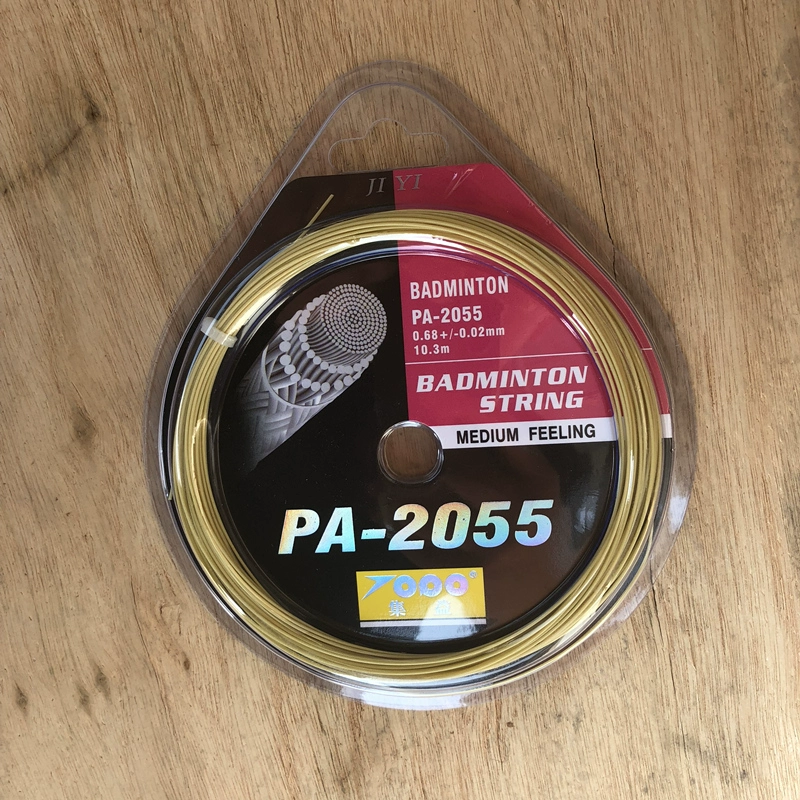 JI YI
BADMINTON
PA-2055
0.68+/-0.02mm
10.3m
BADMINTON
STRING
MEDIUM FEELING
PA-2055